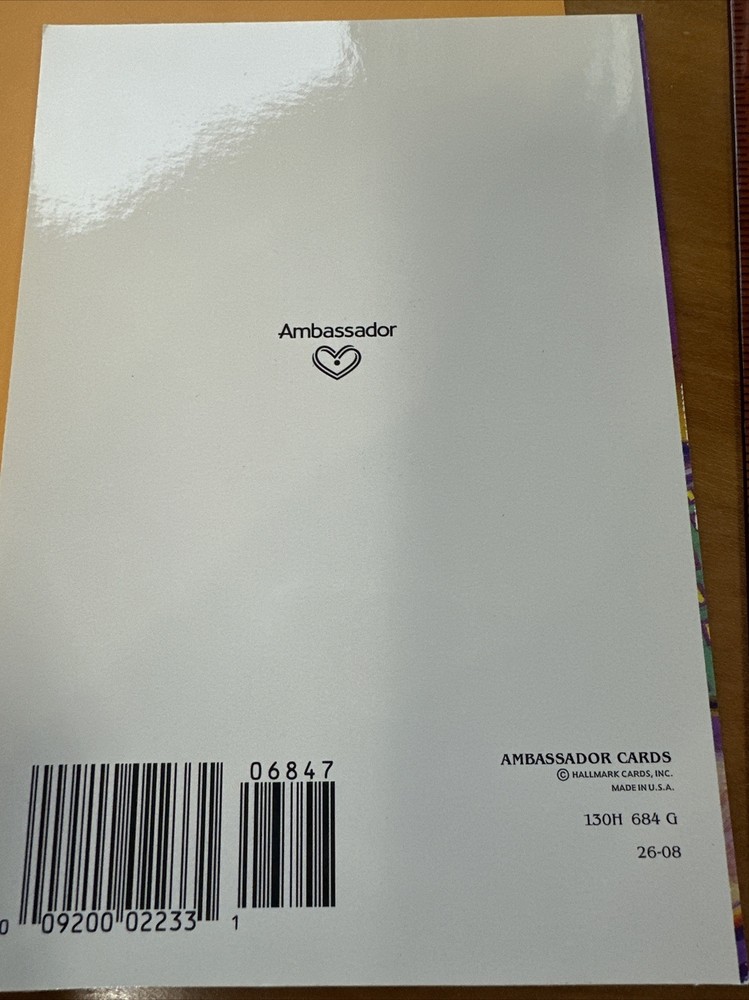 Ambassador
06847
0 09200 02233 1
AMBASSADOR CARDS
© HALLMARK CARDS, INC.
MADE IN U.S.A.
130H 684 G
26-08